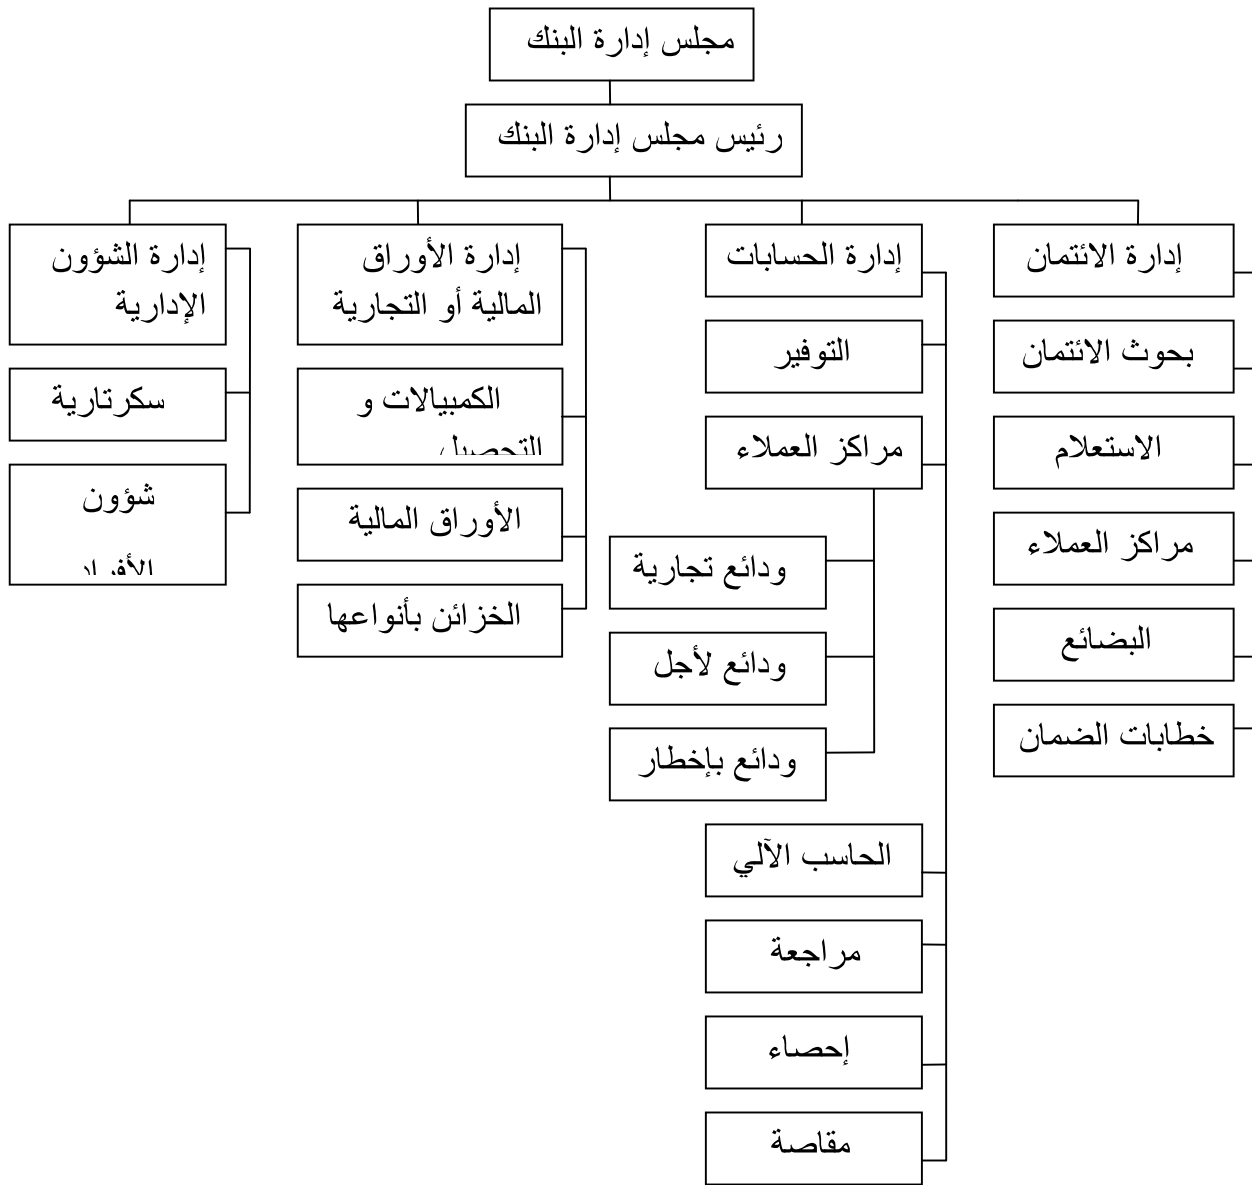 مجلس إدارة البنك
رئيس مجلس إدارة البنك
إدارة الائتمان
بحوث الائتمان
الاستعلام
مراكز العملاء
البضائع
خطابات الضمان
إدارة الحسابات
التوفير
مراكز العملاء
ودائع تجارية
ودائع لأجل
ودائع بإخطار
الحاسب الآلي
مراجعة
إحصاء
مقاصة
إدارة الأوراق
المالية أو التجارية
الكمبيالات و
التحصيل
الأوراق المالية
الخزائن بأنواعها
إدارة الشؤون
الإدارية
سكرتارية
شؤون
الأفراد